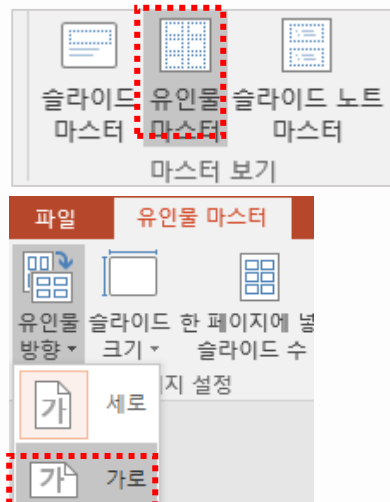 슬라이드 유인물 슬라이드 노트
마스터 마스터 마스터
마스터 보기
파일 유인물 마스터
유인물 슬라이드 한 페이지에 넣
방향 크기 슬라이드 수
지 설정
가 세로
가 가로